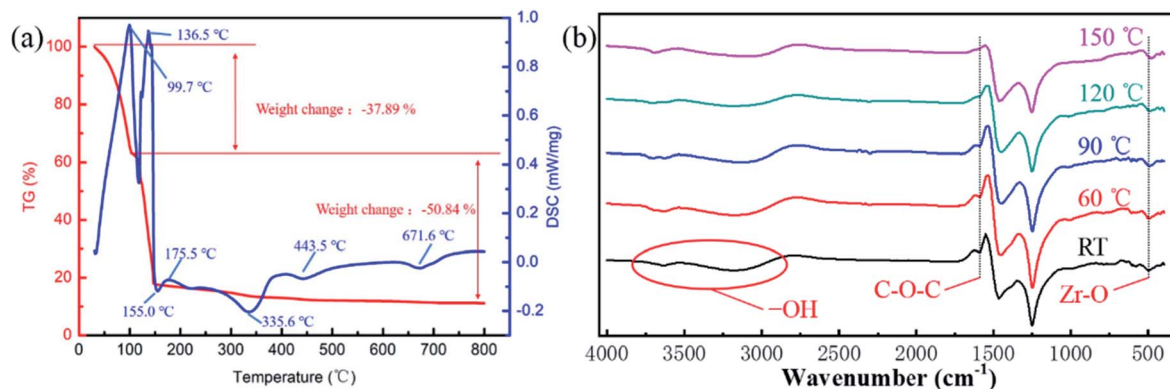 (a)
TG (%)
100
80
60
40
20
0
0 100 200 300 400 500 600 700 800
Temperature (℃)
1.0
0.8
0.6
0.4
0.2
0.0
-0.2
DSC (mW/mg)
136.5 ℃
99.7 ℃
Weight change : -37.89 %
Weight change : -50.84 %
175.5 ℃
443.5 ℃
671.6 ℃
155.0 ℃
335.6 ℃
(b)
150 ℃
120 ℃
90 ℃
60 ℃
RT
−OH
C-O-C
Zr-O
4000 3500 3000 2500 2000 1500 1000 500
Wavenumber (cm-1)